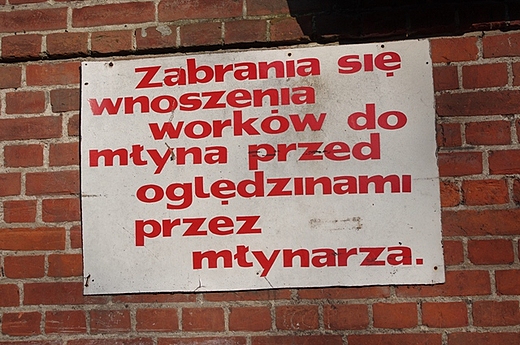 Zabrania się
wnoszenia
worków do
młyna przed
oględzinami
przez
młynarza.